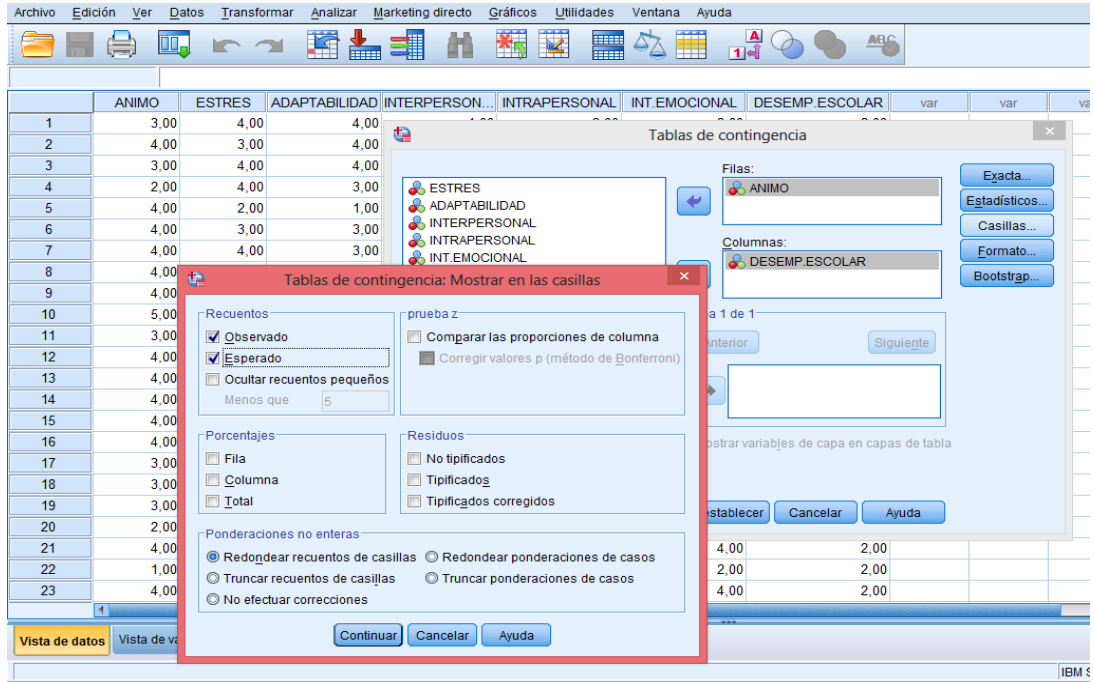 Archivo Edición Ver Datos Transformar Analizar Marketing directo Gráficos Utilidades Ventana Ayuda
ANIMO ESTRES ADAPTABILIDAD INTERPERSON... INTRAPERSONAL INT.EMOCIONAL DESEMP.ESCOLAR var var
1 3,00 4,00 4,00
2 4,00 3,00 4,00
3 3,00 4,00 4,00
4 2,00 4,00 3,00
5 4,00 2,00 1,00
6 4,00 3,00 3,00
7 4,00 4,00 3,00
8 4,00
9 4,00
10 5,00
11 3,00
12 4,00
13 4,00
14 4,00
15 4,00
16 4,00
17 3,00
18 3,00
19 3,00
20 2,00
21 4,00 4,00 2,00
22 1,00 2,00 2,00
23 4,00 4,00 2,00
Tablas de contingencia
ESTRES
ADAPTABILIDAD
INTERPERSONAL
INTRAPERSONAL
INT.EMOCIONAL
Filas:
ANIMO
Columnas:
DESEMP.ESCOLAR
Exacta...
Estadísticos...
Casillas...
Formato...
Bootstrap...
a 1 de 1
nterior Siguiente
ostrar variables de capa en capas de tabla
establecer Cancelar Ayuda
Tablas de contingencia: Mostrar en las casillas
Recuentos
Observado
Esperado
Ocultar recuentos pequeños
Menos que 5
prueba z
Comparar las proporciones de columna
Corregir valores p (método de Bonferroni)
Porcentajes
Fila
Columna
Total
Residuos
No tipificados
Tipificados
Tipificados corregidos
Ponderaciones no enteras
Redondear recuentos de casillas Redondear ponderaciones de casos
Truncar recuentos de casillas Truncar ponderaciones de casos
No efectuar correcciones
Continuar Cancelar Ayuda
Vista de datos Vista de va
IBM S